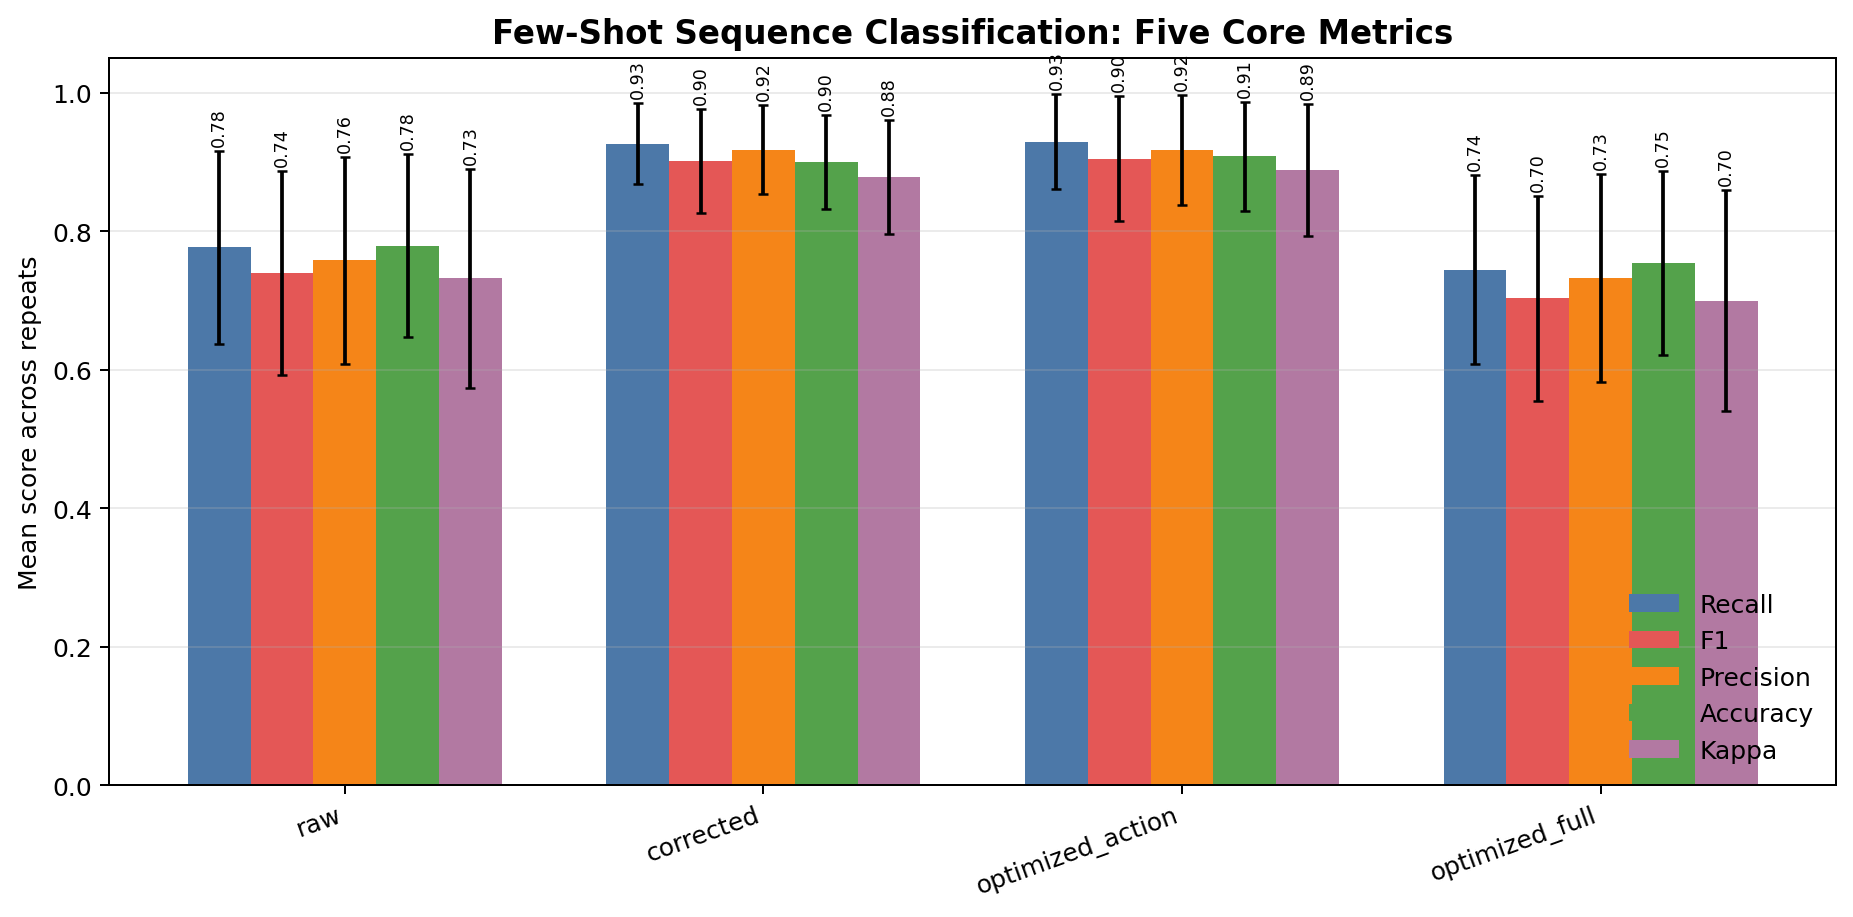 Few-Shot Sequence Classification: Five Core Metrics
Mean score across repeats
1.0
0.8
0.6
0.4
0.2
0.0
0.78
0.74
0.76
0.78
0.73
0.93
0.90
0.92
0.90
0.88
0.93
0.90
0.92
0.91
0.89
0.74
0.70
0.73
0.75
0.70
Recall
F1
Precision
Accuracy
Kappa
raw
corrected
optimized_action
optimized_full